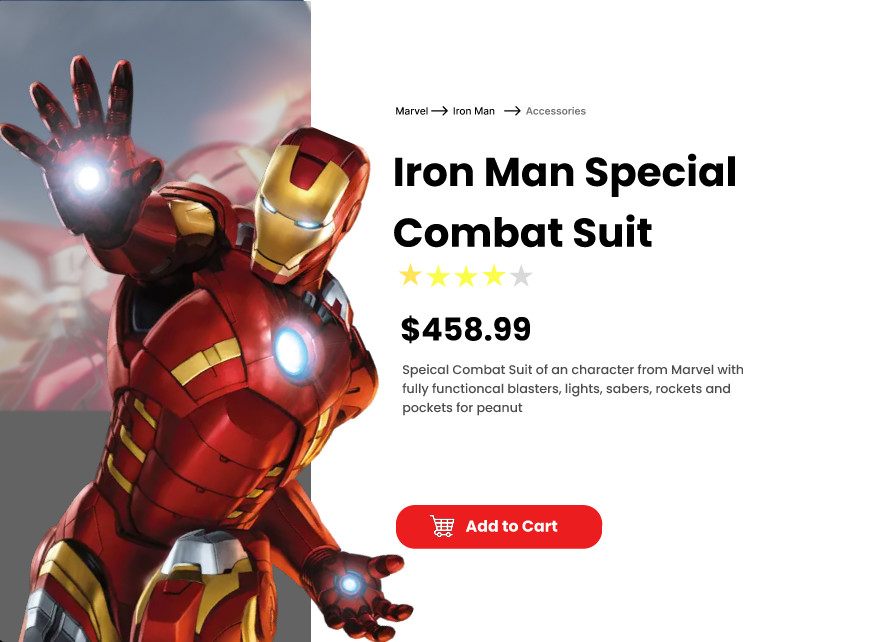 Marvel Iron Man Accessories
Iron Man Special
Combat Suit
$458.99
Speical Combat Suit of an character from Marvel with
fully functioncal blasters, lights, sabers, rockets and
pockets for peanut
Add to Cart